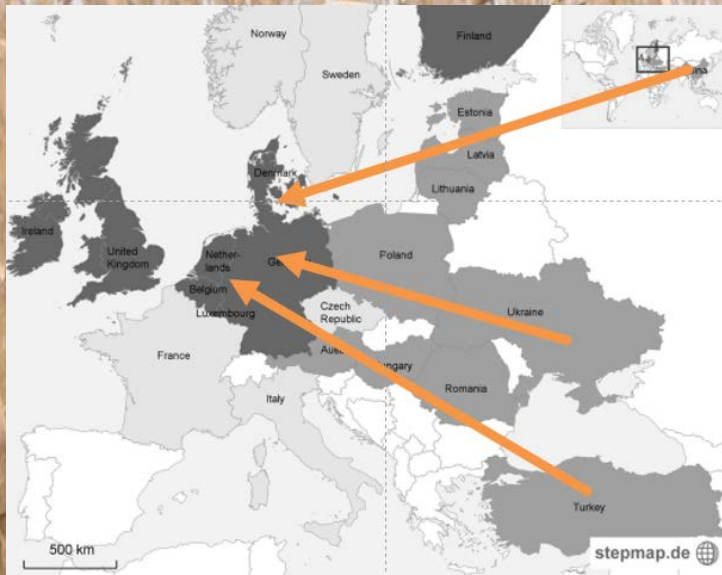 Norway
Finland
Sweden
Estonia
Latvia
Denmark
Lithuania
Ireland
United
Kingdom
Nether-
lands
Poland
Belgium
Luxembourg
Czech
Republic
Ukraine
France
Romania
Italy
Turkey
500 km
stepmap.de